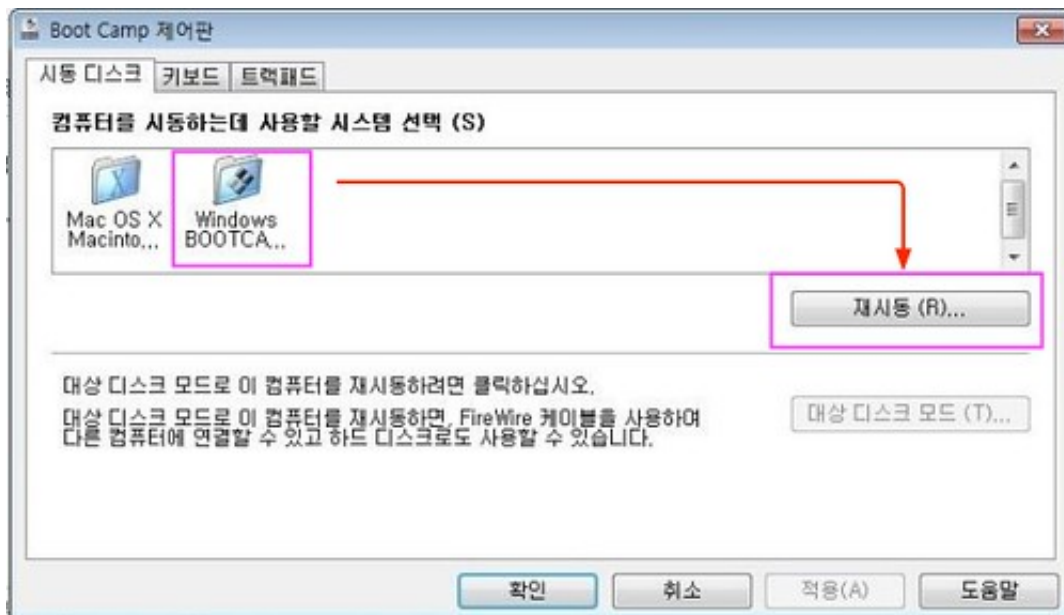 Boot Camp 제어판
시동 디스크 키보드 트랙패드
컴퓨터를 시동하는데 사용할 시스템 선택 (S)
Mac OS X Windows
Macinto... BOOTCA...
재시동 (R)...
대상 디스크 모드로 이 컴퓨터를 재시동하려면 클릭하십시오.
대상 디스크 모드로 이 컴퓨터를 재시동하면, FireWire 케이블을 사용하여
다른 컴퓨터에 연결할 수 있고 하드 디스크로도 사용할 수 있습니다.
대상 디스크 모드 (T)...
확인 취소 적용(A) 도움말